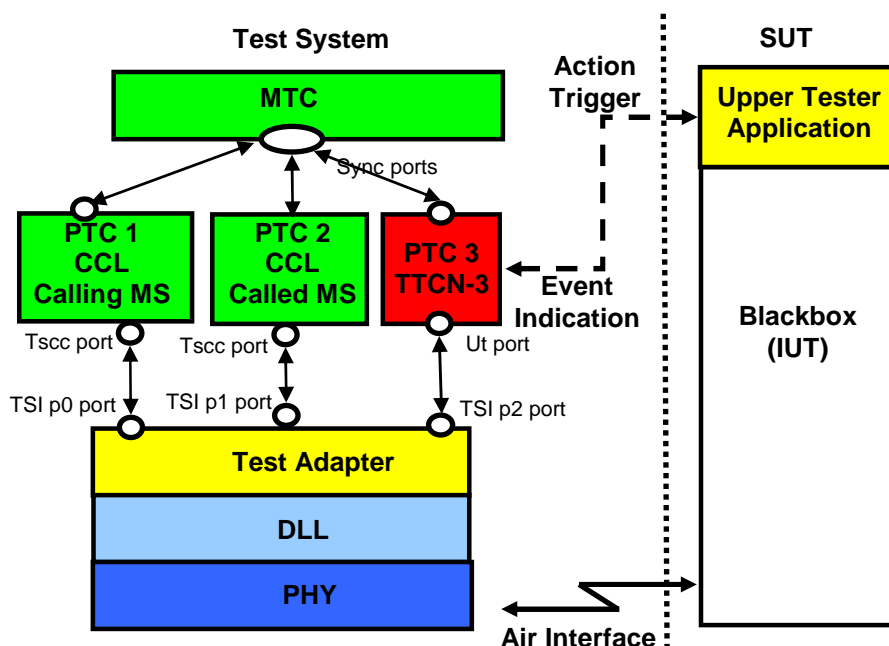 Test System
SUT
MTC
Action
Trigger
Upper Tester
Application
Sync ports
PTC 1
CCL
Calling MS
PTC 2
CCL
Called MS
PTC 3
TTCN-3
Event
Indication
Blackbox
(IUT)
Tscc port
Tscc port
Ut port
TSI p0 port
TSI p1 port
TSI p2 port
Test Adapter
DLL
PHY
Air Interface